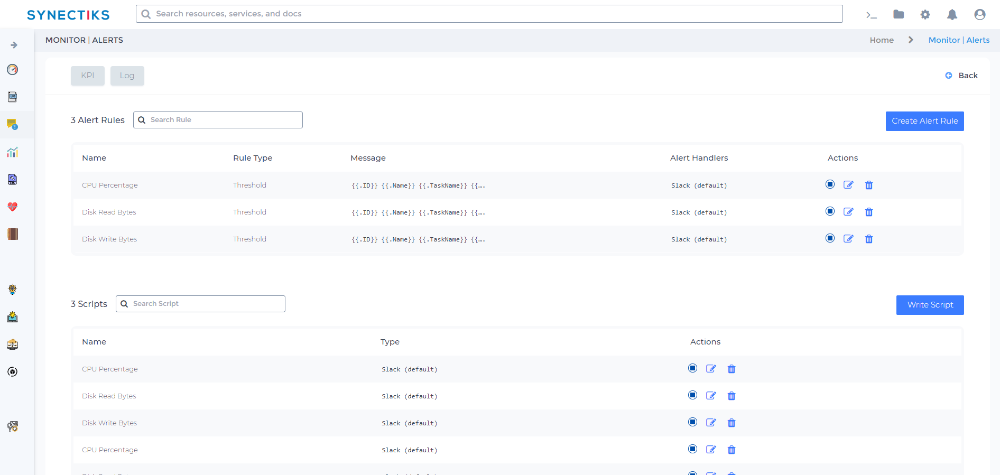 SYNECTIKS
Search resources, services, and docs
MONITOR | ALERTS
Home
Monitor | Alerts
KPI
Log
Back
3 Alert Rules
Search Rule
Create Alert Rule
Name Rule Type Message Alert Handlers Actions
CPU Percentage Threshold {{.ID}} {{.Name}} {{.TaskName}} {{…. Slack (default)
Disk Read Bytes Threshold {{.ID}} {{.Name}} {{.TaskName}} {{…. Slack (default)
Disk Write Bytes Threshold {{.ID}} {{.Name}} {{.TaskName}} {{…. Slack (default)
3 Scripts
Search Script
Write Script
Name Type Actions
CPU Percentage Slack (default)
Disk Read Bytes Slack (default)
Disk Write Bytes Slack (default)
CPU Percentage Slack (default)